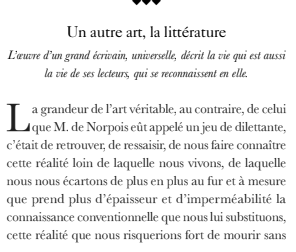 Un autre art, la littérature
L'œuvre d'un grand écrivain, universelle, décrit la vie qui est aussi
la vie de ses lecteurs, qui se reconnaissent en elle.
La grandeur de l'art véritable, au contraire, de celui
que M. de Norpois eût appelé un jeu de dilettante,
c'était de retrouver, de ressaisir, de nous faire connaître
cette réalité loin de laquelle nous vivons, de laquelle
nous nous écartons de plus en plus au fur et à mesure
que prend plus d'épaisseur et d'imperméabilité la
connaissance conventionnelle que nous lui substituons,
cette réalité que nous risquerions fort de mourir sans